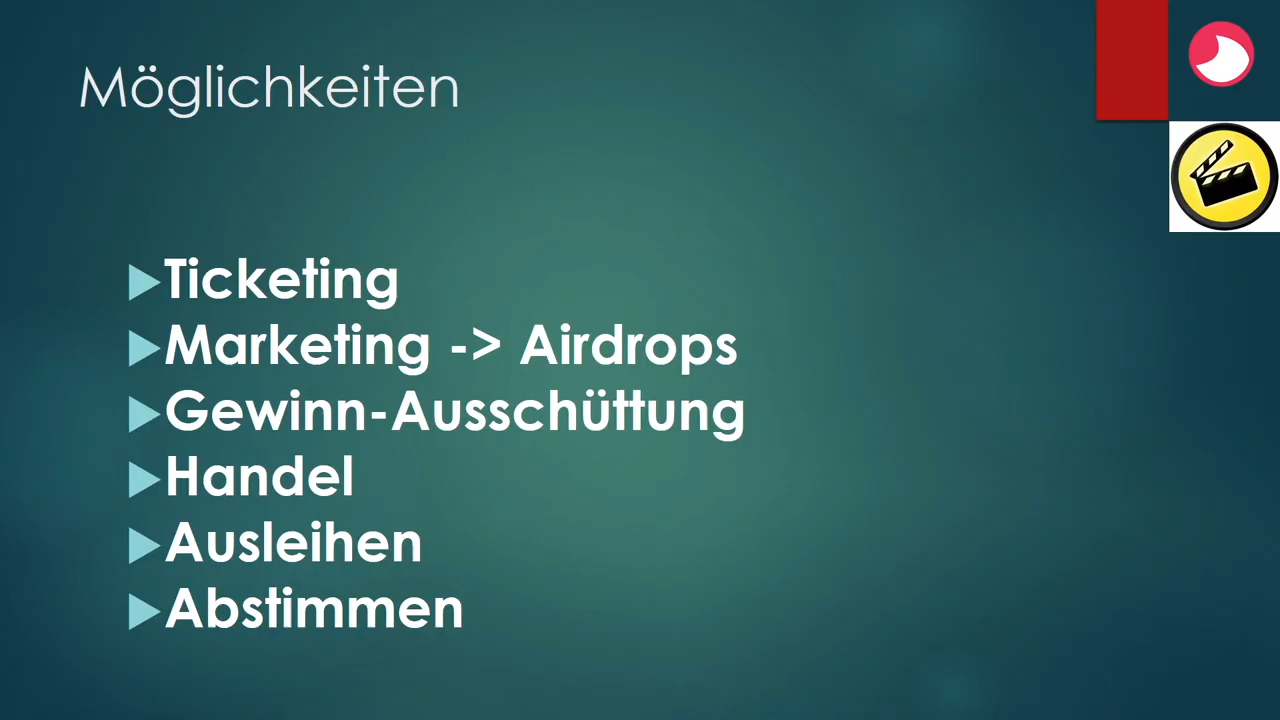 Möglichkeiten
Ticketing
Marketing -> Airdrops
Gewinn-Ausschüttung
Handel
Ausleihen
Abstimmen